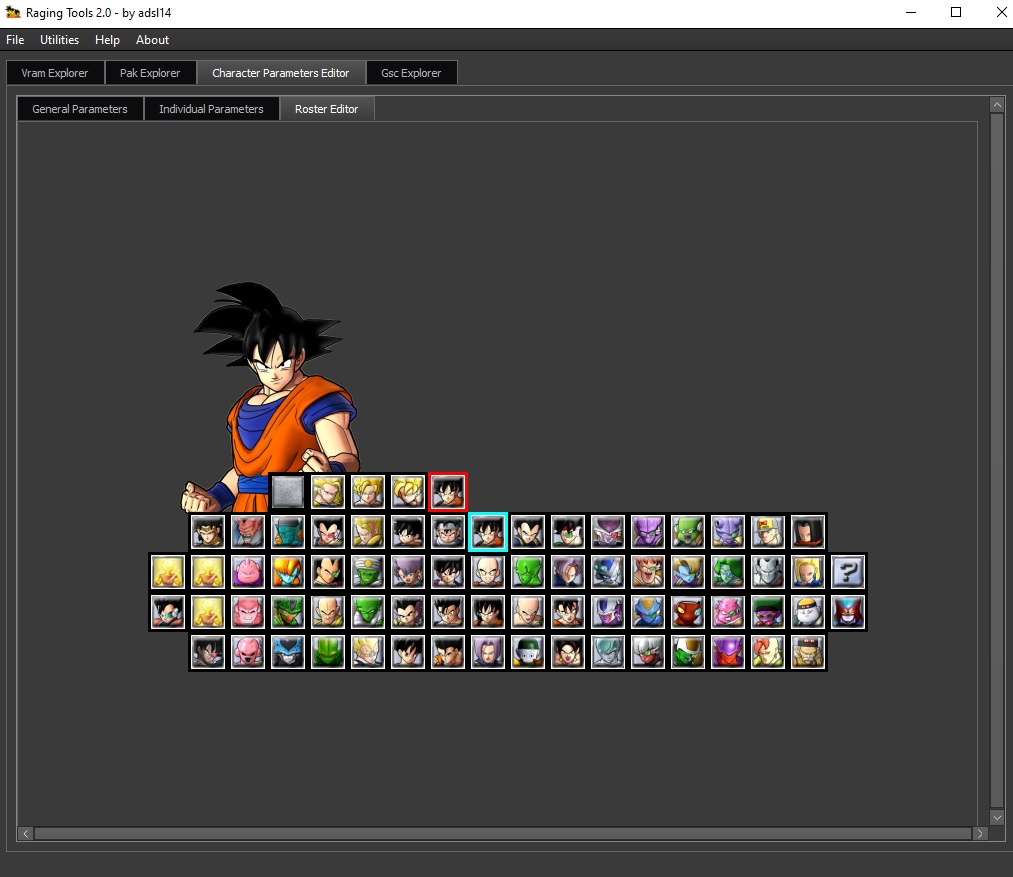 Raging Tools 2.0 - by adsl14
File Utilities Help About
Vram Explorer Pak Explorer Character Parameters Editor Gsc Explorer
General Parameters Individual Parameters Roster Editor
?